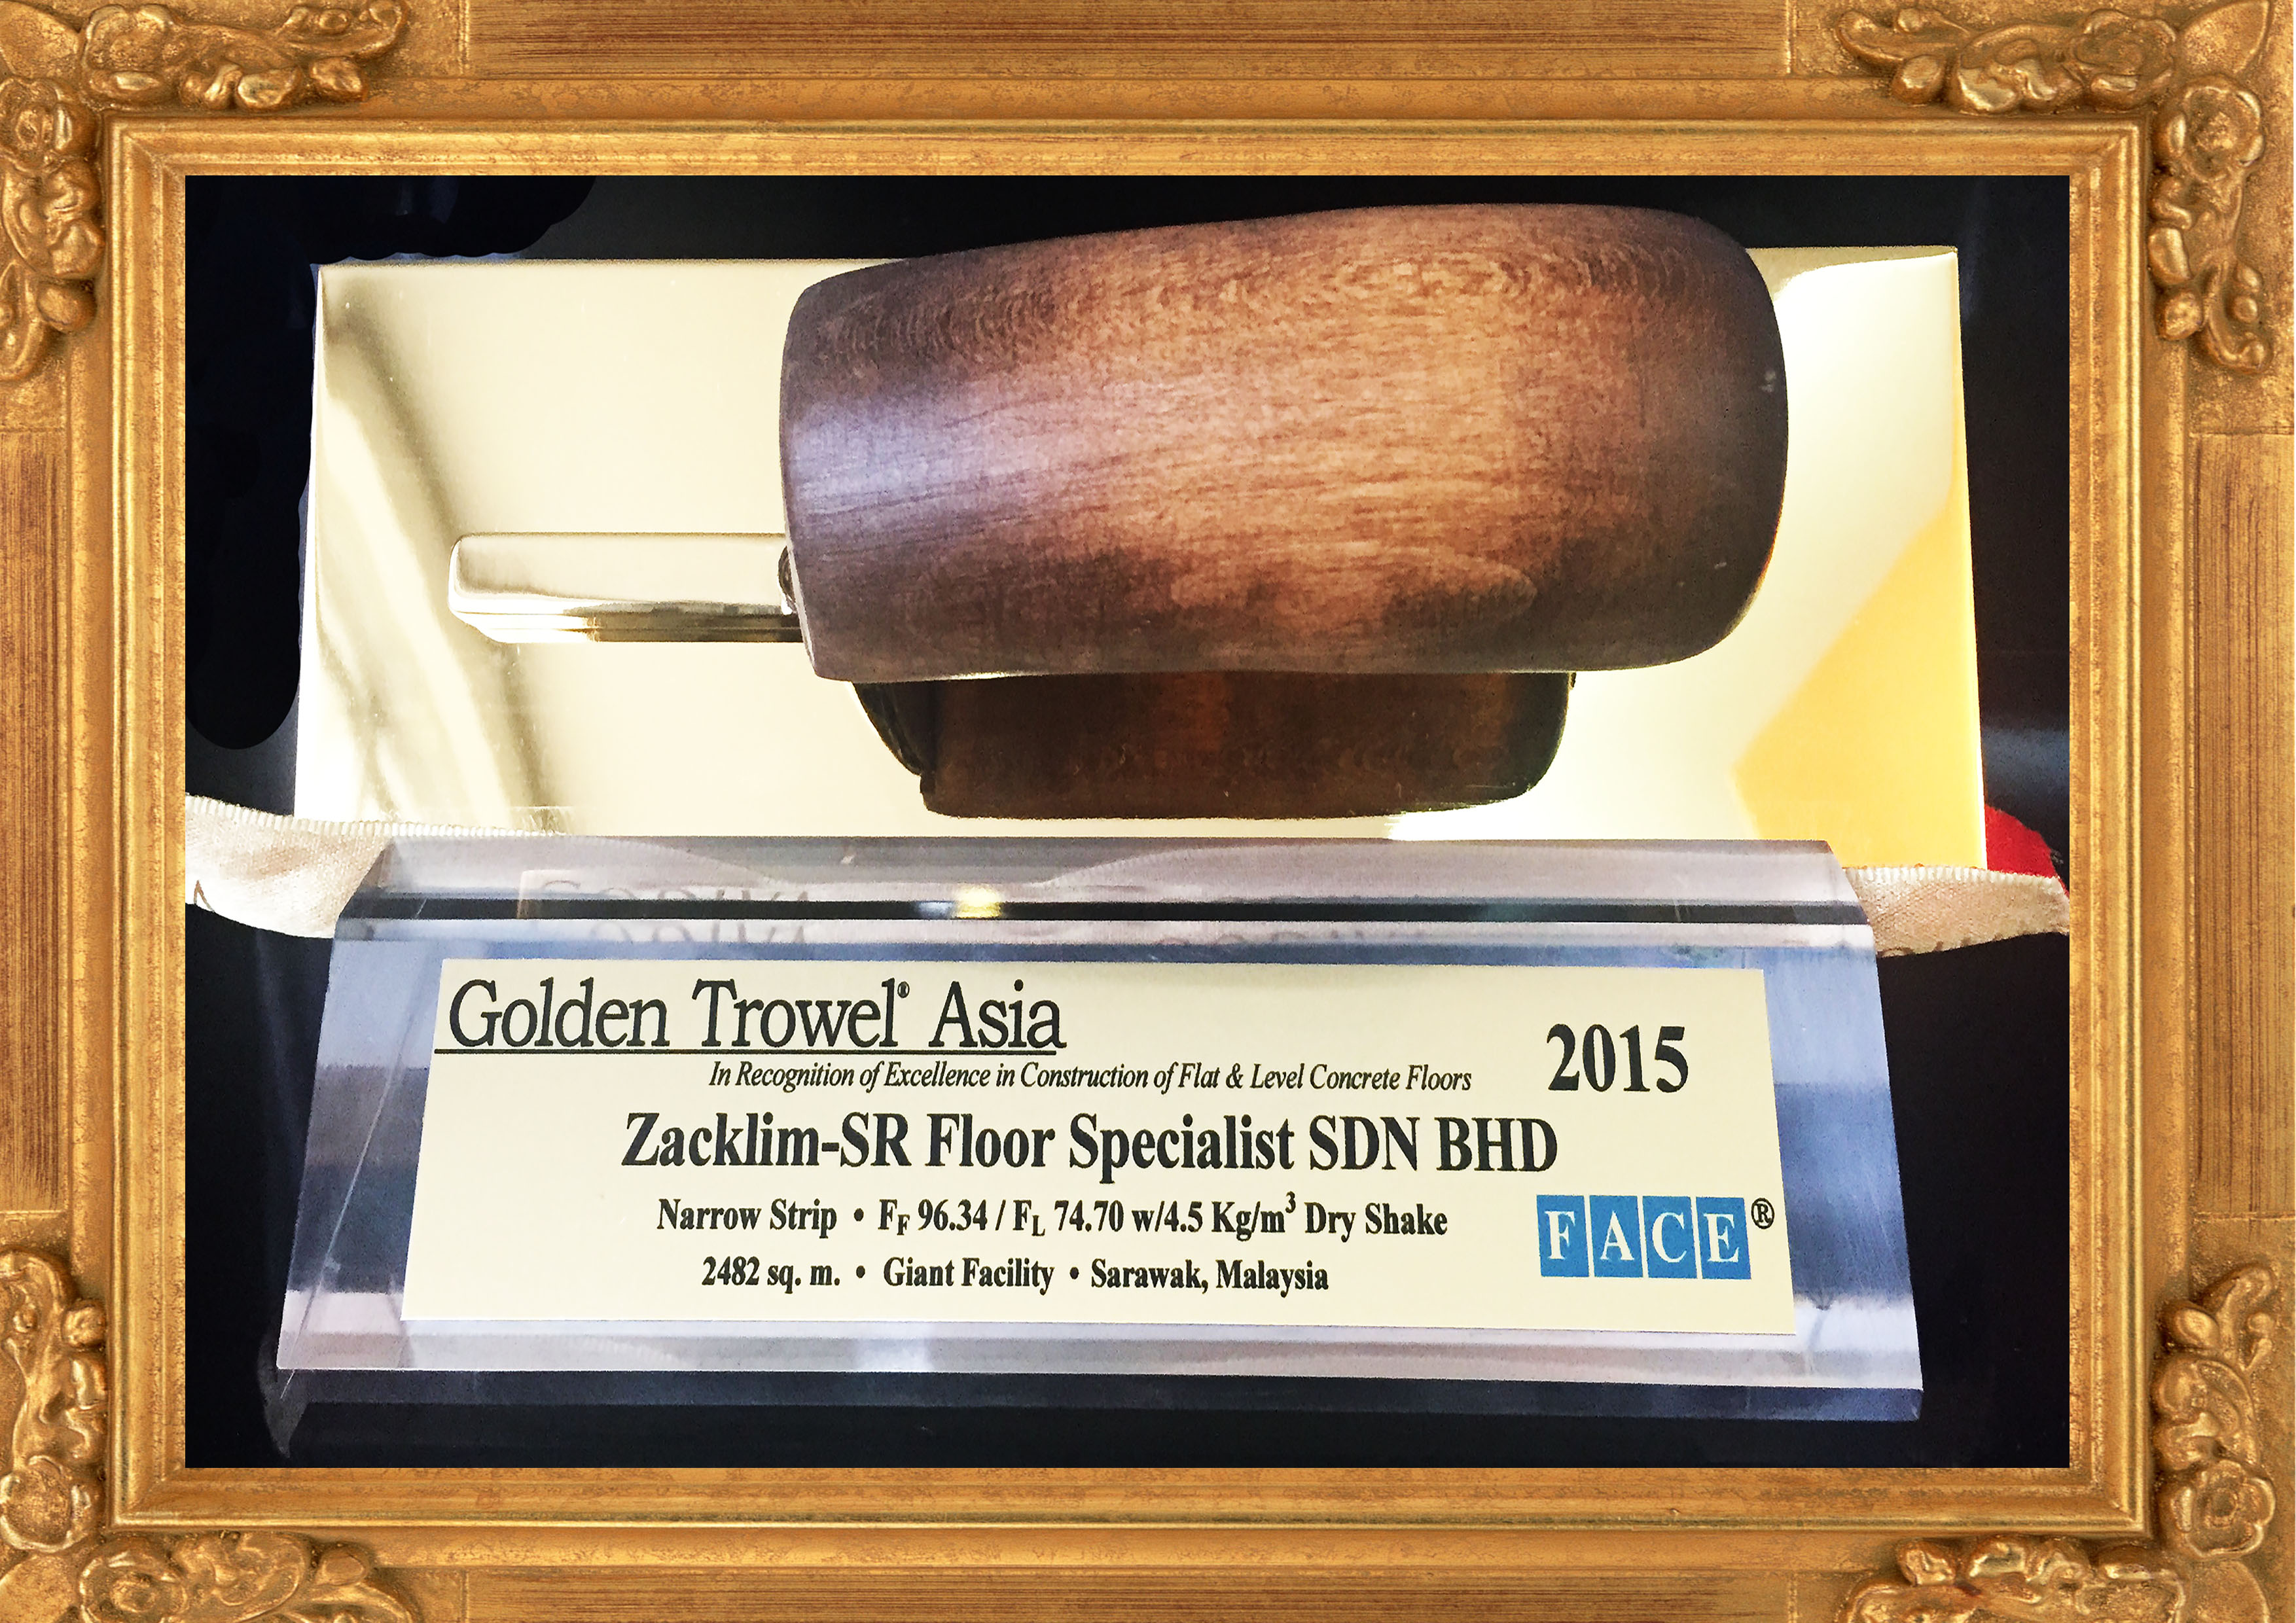 Golden Trowel® Asia
2015
In Recognition of Excellence in Construction of Flat & Level Concrete Floors
Zacklim-SR Floor Specialist SDN BHD
Narrow Strip • FF 96.34 / FL 74.70 w/4.5 Kg/m³ Dry Shake
2482 sq. m. • Giant Facility • Sarawak, Malaysia
FACE®